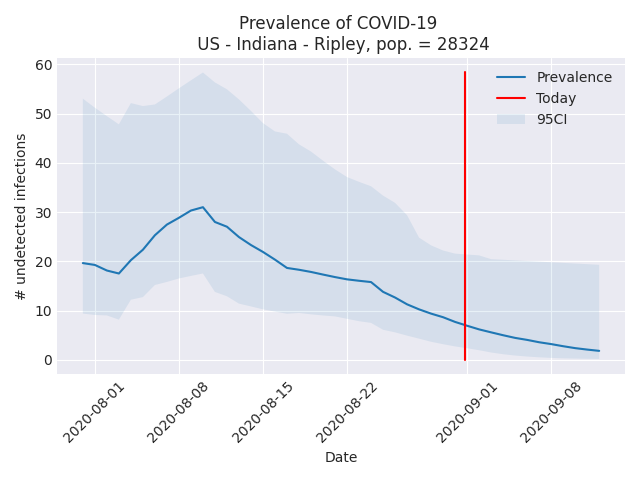 Prevalence of COVID-19
US - Indiana - Ripley, pop. = 28324
# undetected infections
60
50
40
30
20
10
0
Prevalence
Today
95CI
2020-08-01
2020-08-08
2020-08-15
2020-08-22
2020-09-01
2020-09-08
Date